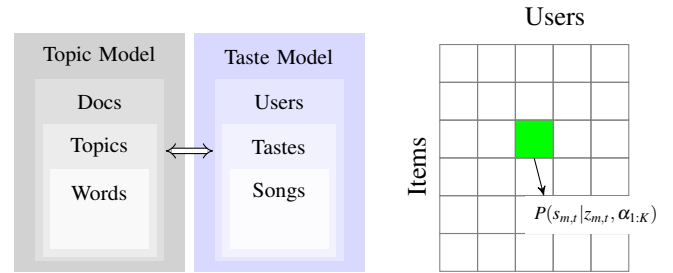 Topic Model
Docs
Topics
Words
Taste Model
Users
Tastes
Songs
Users
Items
P(s_{m,t}|z_{m,t}, α_{1:K})